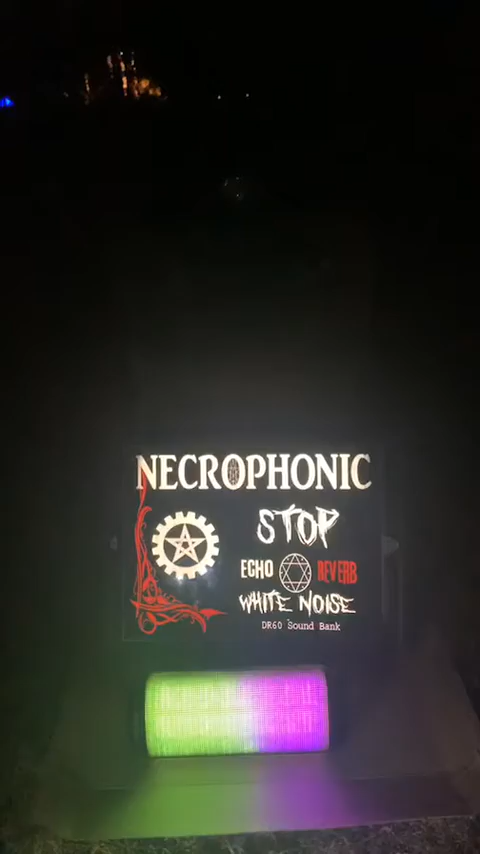 NECROPHONIC
STOP
ECHO REVERB
WHITE NOISE
DR60 Sound Bank